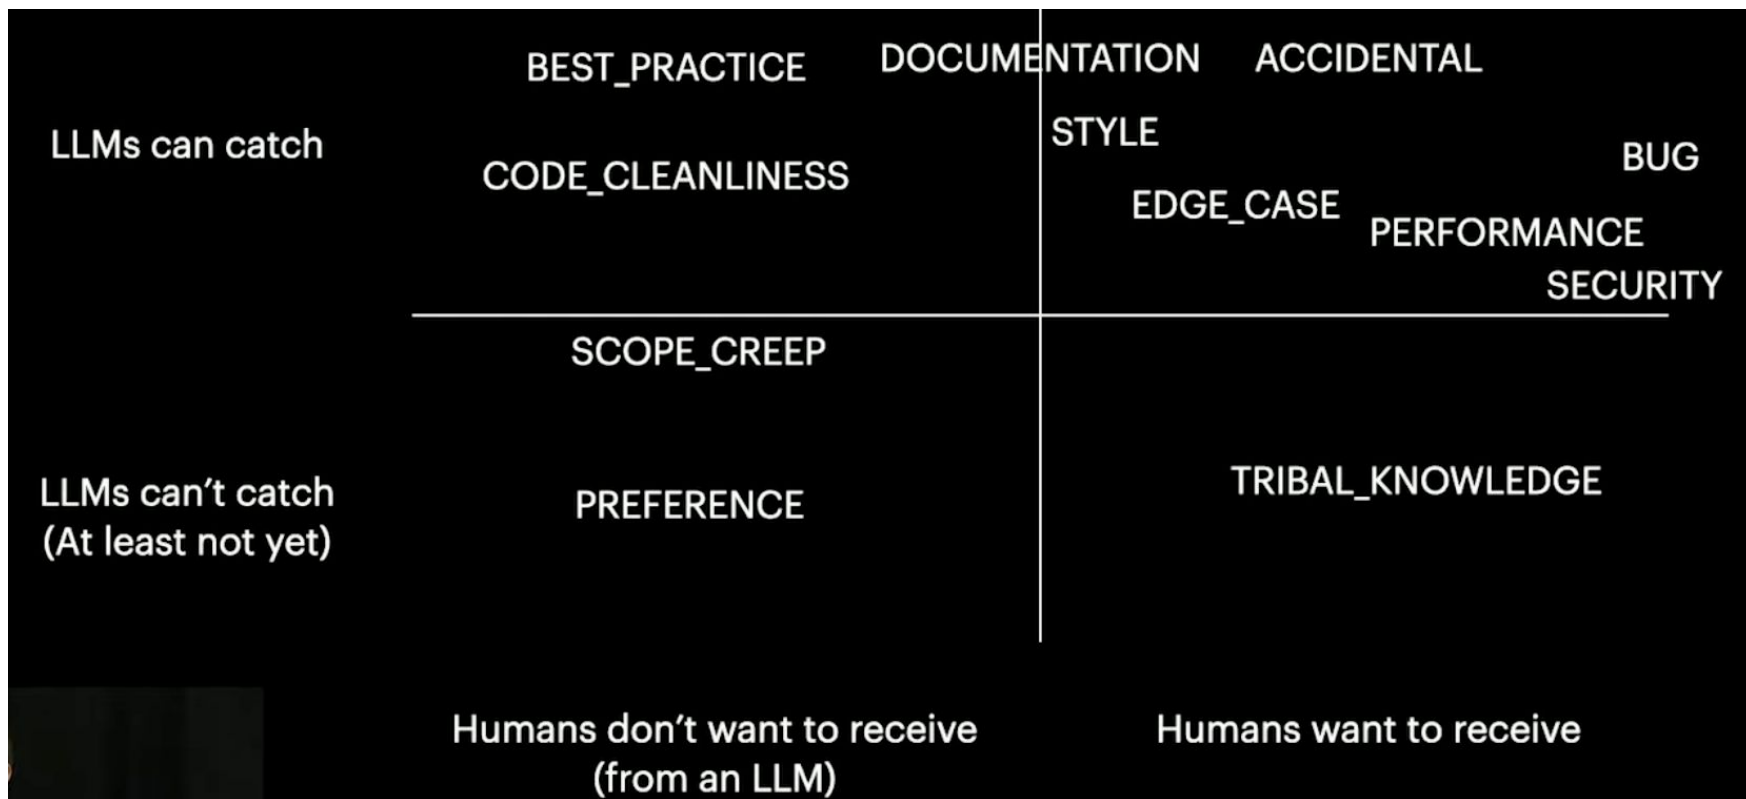 BEST_PRACTICE
DOCUMENTATION
ACCIDENTAL
LLMs can catch
STYLE
CODE_CLEANLINESS
BUG
EDGE_CASE
PERFORMANCE
SECURITY
SCOPE_CREEP
LLMs can't catch
(At least not yet)
PREFERENCE
TRIBAL_KNOWLEDGE
Humans don't want to receive
(from an LLM)
Humans want to receive